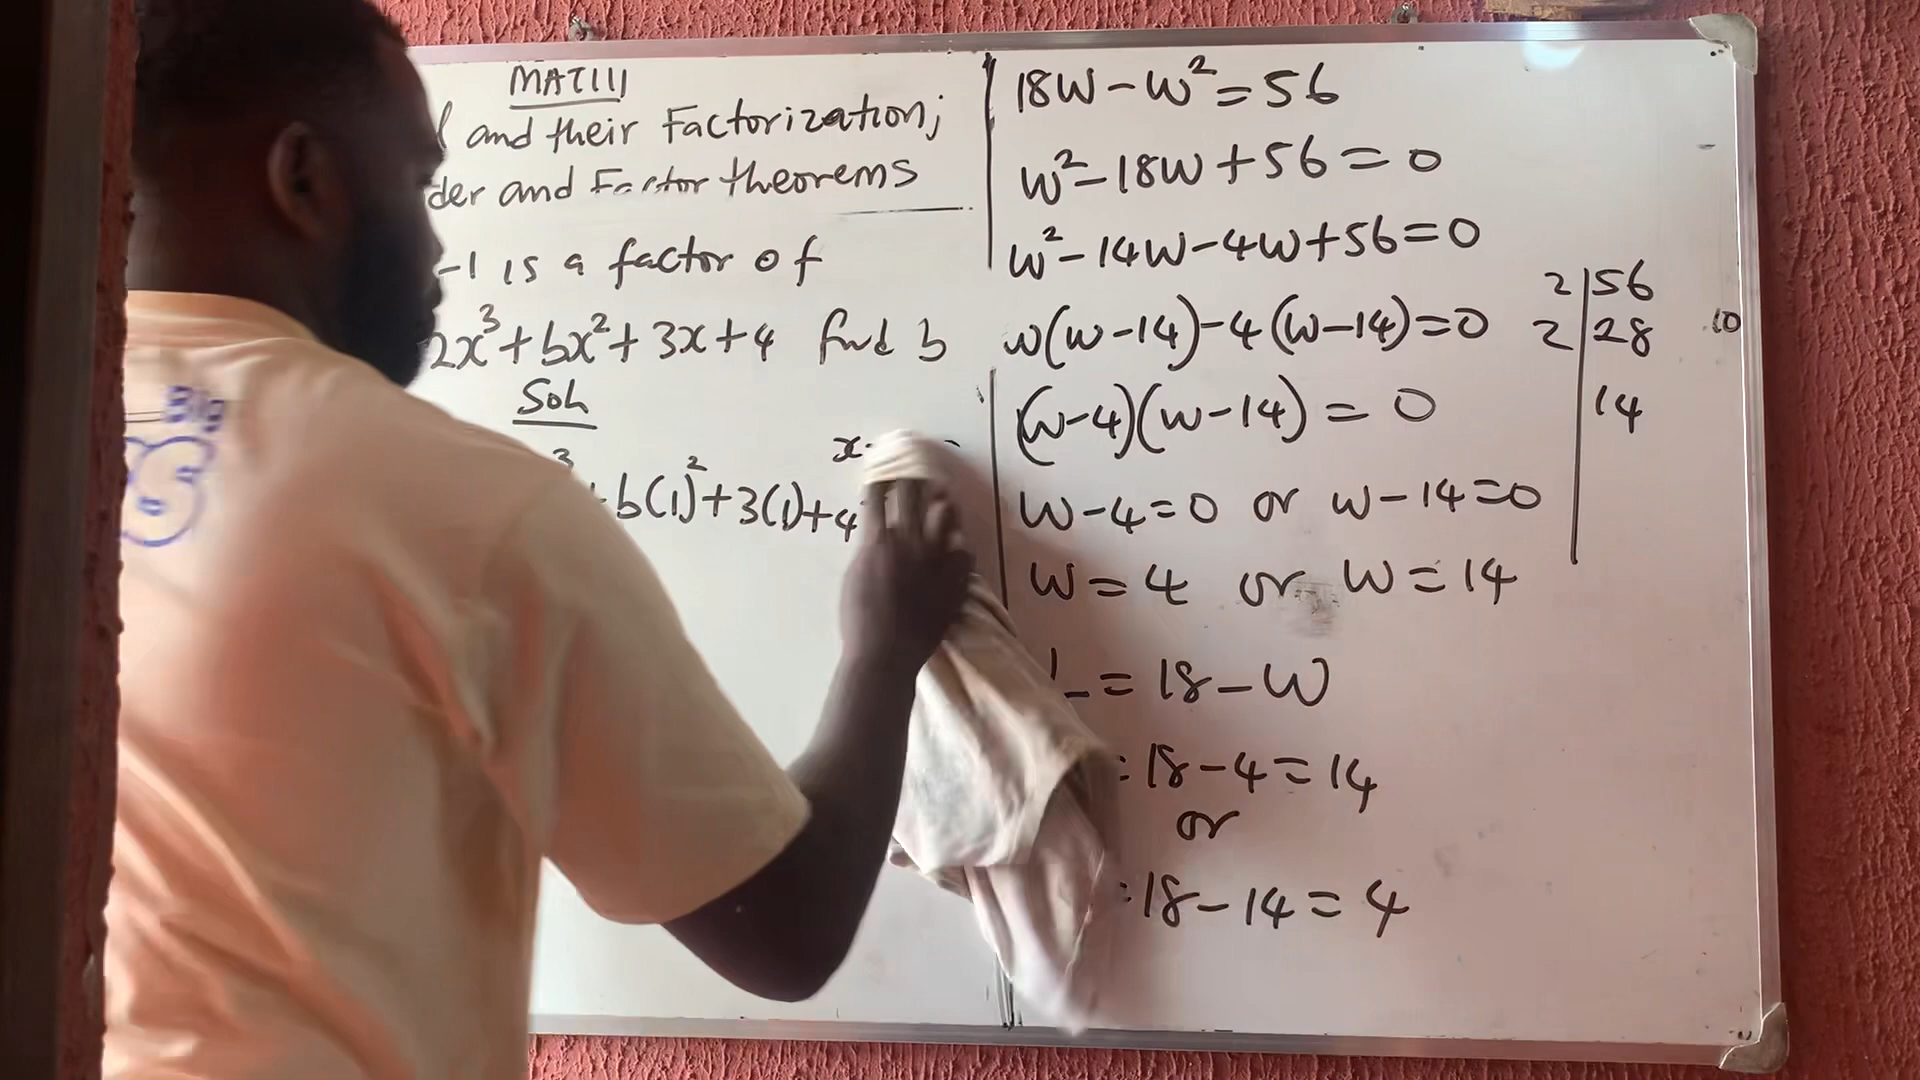 MAT111
and their Factorization;
der and Factor theorems
-1 is a factor of
2x³+bx²+3x+4 find b
Soln
3
b(1)²+3(1)+4
x
18W-W²=56
W²-18W+56=0
W²-14W-4W+56=0
W(W-14)-4(W-14)=0
(W-4)(W-14)=0
W-4=0 or W-14=0
W=4 or W=14
L=18-W
=18-4=14
or
=18-14=4
2|56
2|28
14
10
Big